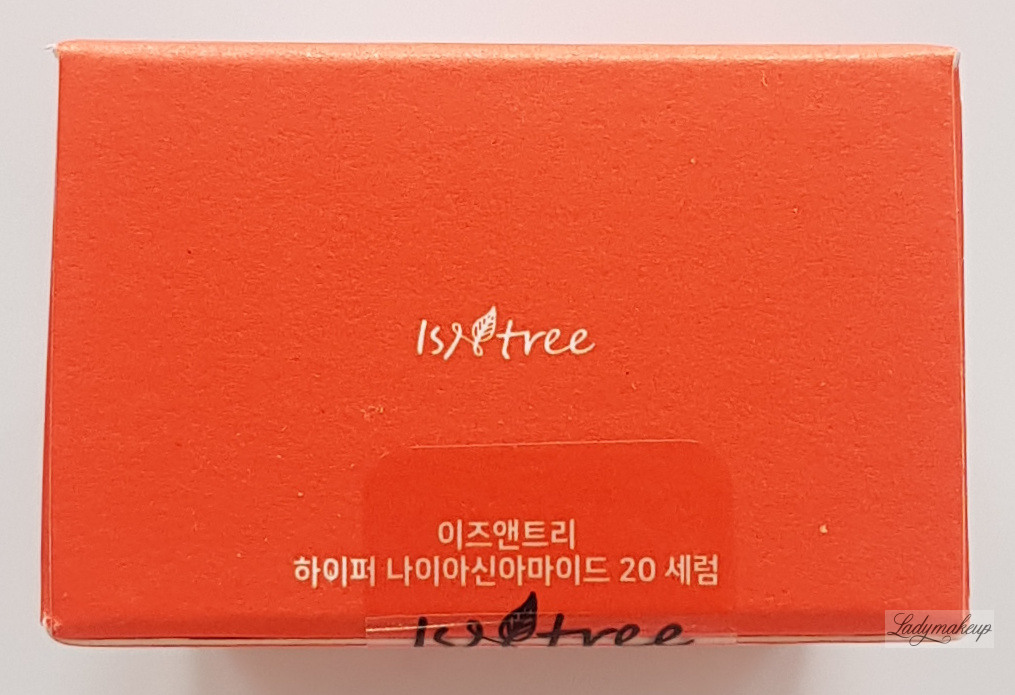 Isntree
이즈앤트리
하이퍼 나이아신아마이드 20 세럼
Isntree
Ladymakeup